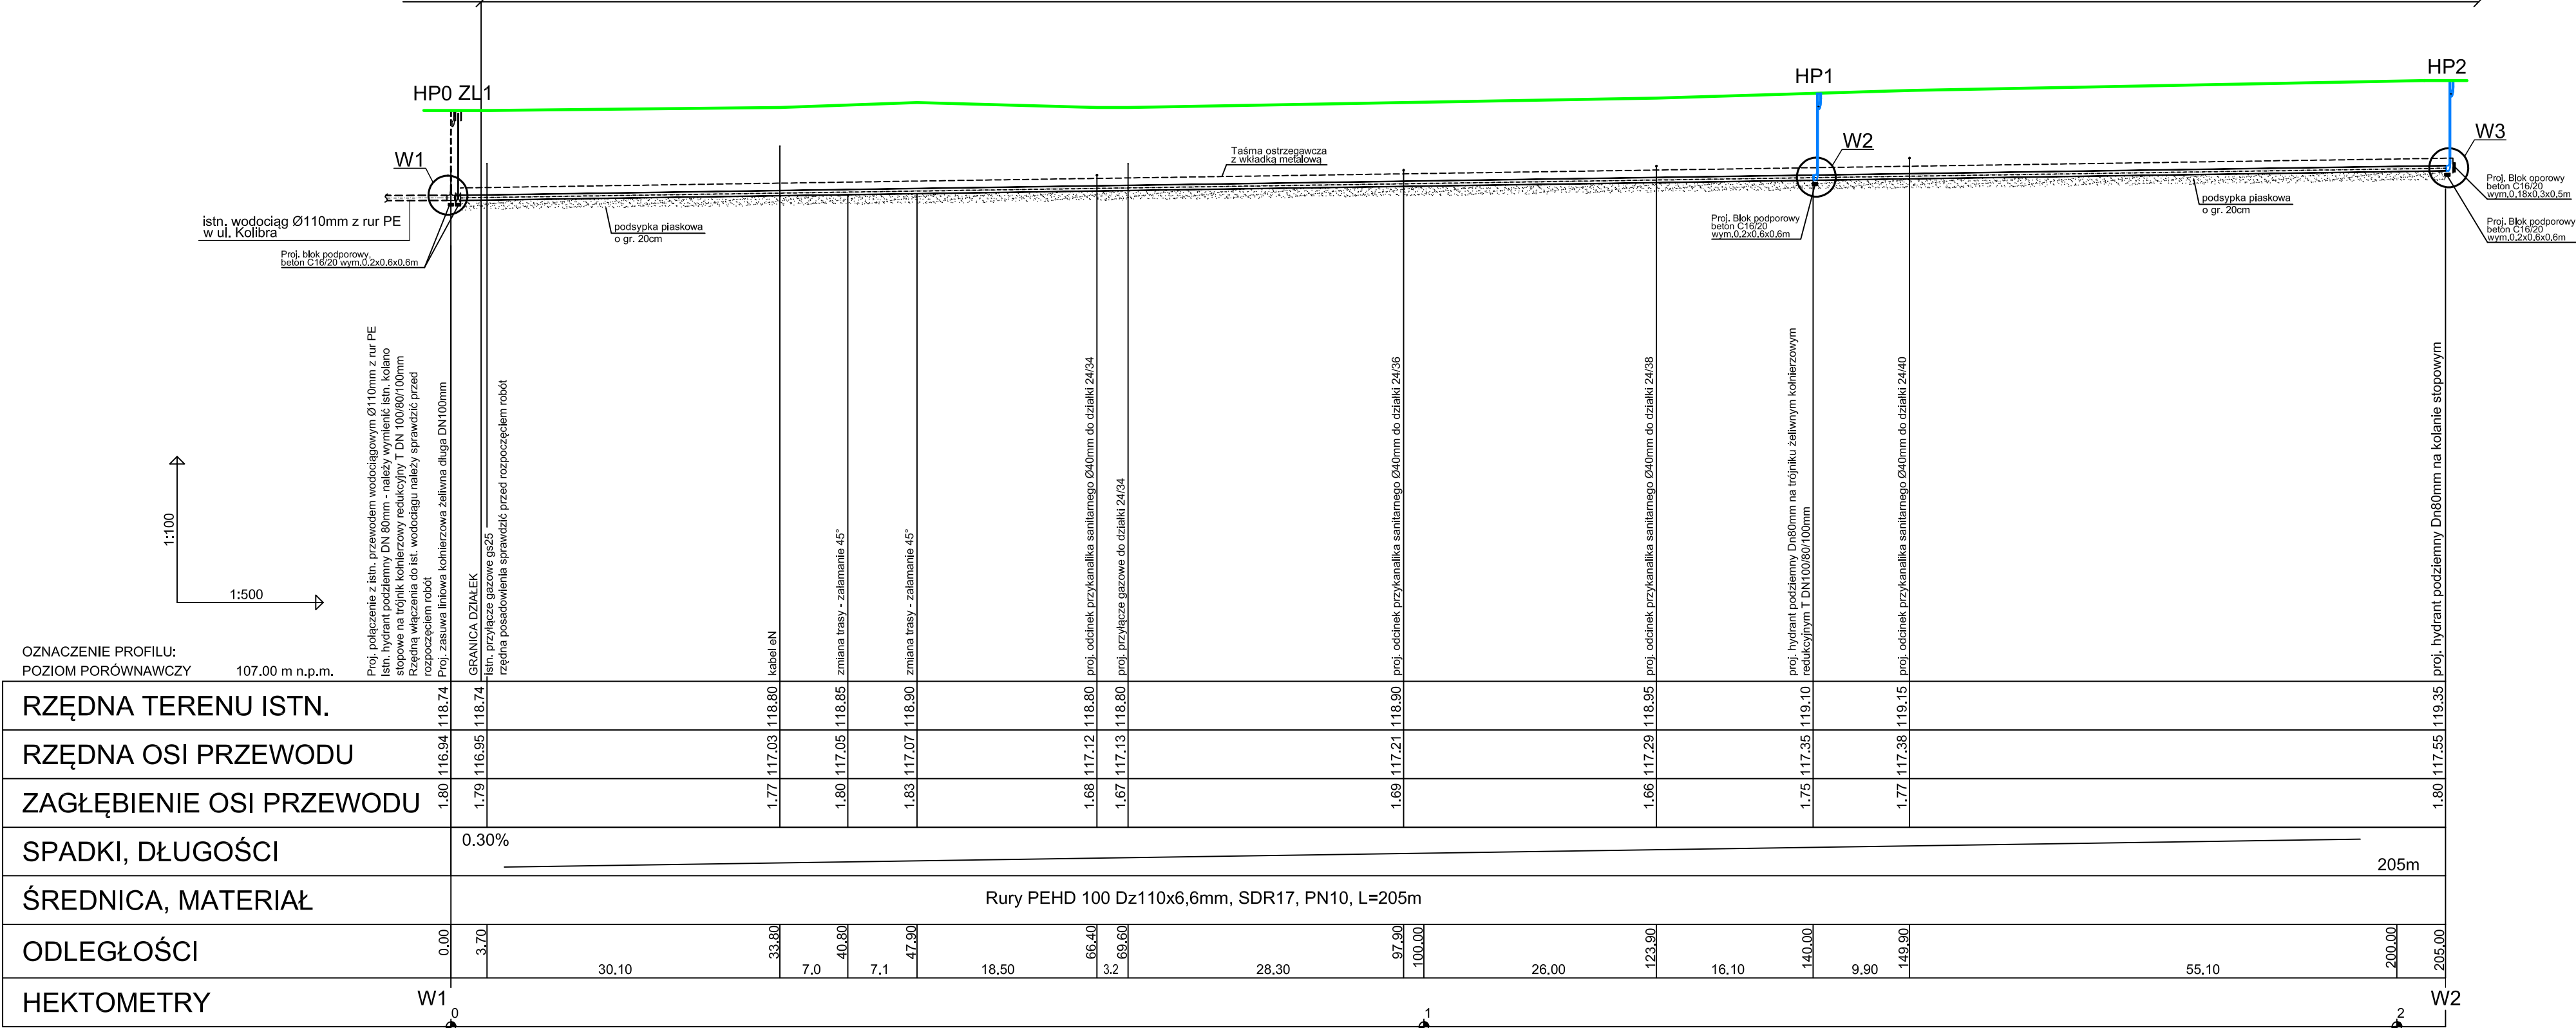 HP0 ZL1
HP1
HP2
W1
W2
W3
Taśma ostrzegawcza
z wkładką metalową
istn. wodociąg Ø110mm z rur PE
w ul. Kolibra
Proj. blok podporowy,
beton C16/20 wym.0.2x0.6x0.6m
podsypka piaskowa
o gr. 20cm
Proj. Blok podporowy
beton C16/20
wym.0,2x0,6x0.6m
podsypka piaskowa
o gr. 20cm
Proj. Blok oporowy
beton C16/20
wym.0,18x0,3x0,5m
Proj. Blok podporowy
beton C16/20
wym.0,2x0,6x0,6m
Proj. połączenie z istn. przewodem wodociągowym Ø110mm z rur PE
Istn. hydrant podziemny DN 80mm - należy wymienić istn. kolano
stopowe na trójnik kołnierzowy redukcyjny T DN 100/80/100mm
Rzędną włączenia do ist. wodociągu należy sprawdzić przed
rozpoczęciem robót
Proj. zasuwa liniowa kołnierzowa żeliwna długa DN100mm
GRANICA DZIAŁEK
istn. przyłącze gazowe gs25
rzędna posadowienia sprawdzić przed rozpoczęciem robót
kabel eN
zmiana trasy - załamanie 45°
zmiana trasy - załamanie 45°
proj. odcinek przykanalika sanitarnego Ø40mm do działki 24/34
proj. przyłącze gazowe do działki 24/34
proj. odcinek przykanalika sanitarnego Ø40mm do działki 24/36
proj. odcinek przykanalika sanitarnego Ø40mm do działki 24/38
proj. hydrant podziemny Dn80mm na trójniku żeliwnym kołnierzowym
redukcyjnym T DN100/80/100mm
proj. odcinek przykanalika sanitarnego Ø40mm do działki 24/40
proj. hydrant podziemny Dn80mm na kolanie stopowym
1:100
1:500
OZNACZENIE PROFILU:
POZIOM PORÓWNAWCZY 107.00 m n.p.m.
RZĘDNA TERENU ISTN. 118.74 118.74 118.80 118.85 118.90 118.80 118.80 118.90 118.95 119.10 119.15 119.35
RZĘDNA OSI PRZEWODU 116.94 116.95 117.03 117.05 117.07 117.12 117.13 117.21 117.29 117.35 117.38 117.55
ZAGŁĘBIENIE OSI PRZEWODU 1.80 1.79 1.77 1.80 1.83 1.68 1.67 1.69 1.66 1.75 1.77 1.80
SPADKI, DŁUGOŚCI 0.30% 205m
ŚREDNICA, MATERIAŁ Rury PEHD 100 Dz110x6,6mm, SDR17, PN10, L=205m
ODLEGŁOŚCI 0.00 3.70 33.80 40.80 47.90 66.40 69.60 97.90 100.00 123.90 140.00 149.90 200.00 205.00
30.10 7.0 7.1 18.50 3.2 28.30 26.00 16.10 9.90 55.10
HEKTOMETRY W1 0 1 2 W2